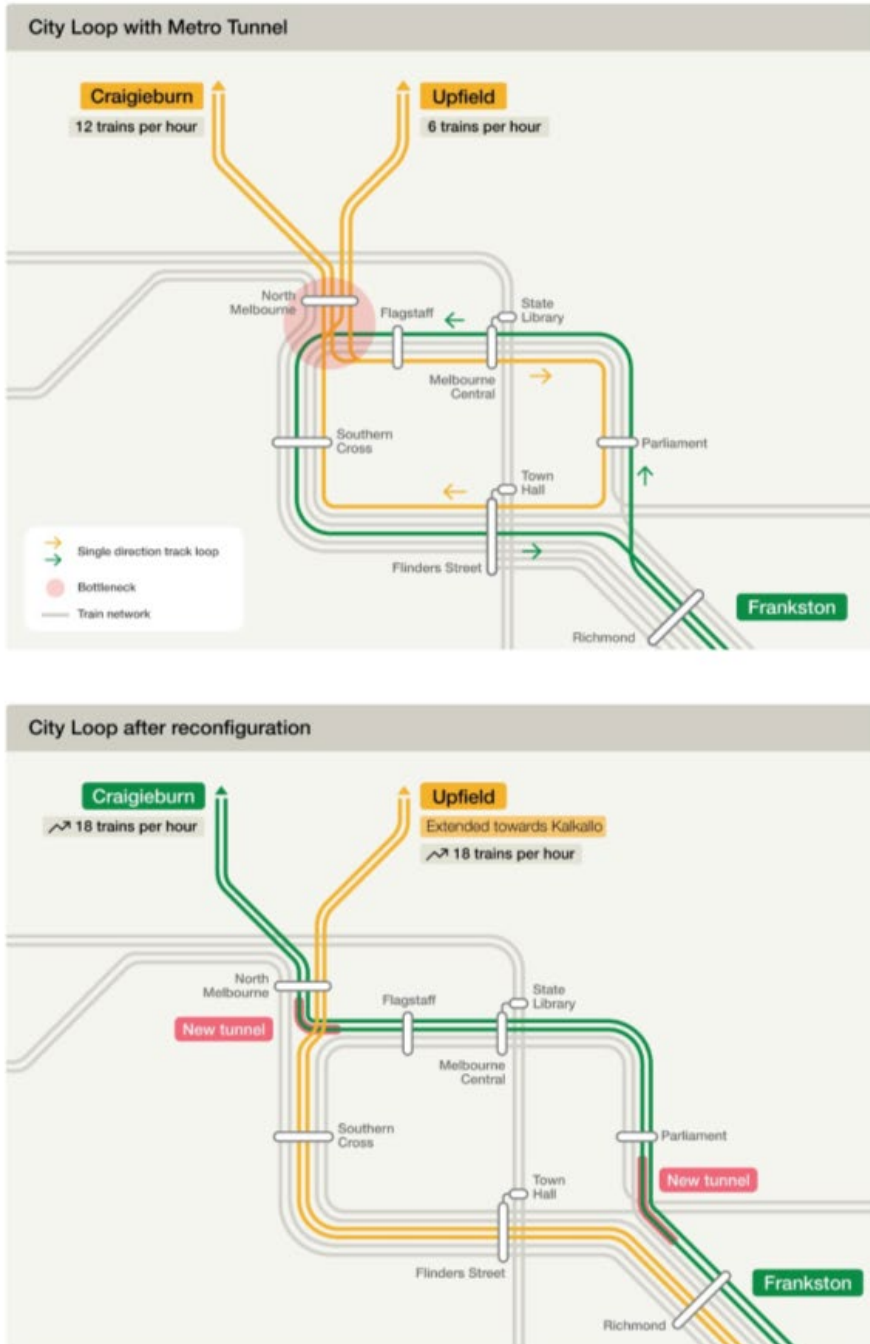 City Loop with Metro Tunnel
Craigieburn
12 trains per hour
Upfield
6 trains per hour
North
Melbourne
Flagstaff
State
Library
Melbourne
Central
Southern
Cross
Parliament
Town
Hall
Flinders Street
Single direction track loop
Bottleneck
Train network
Frankston
Richmond
City Loop after reconfiguration
Craigieburn
18 trains per hour
Upfield
Extended towards Kalkallo
18 trains per hour
North
Melbourne
New tunnel
Flagstaff
State
Library
Melbourne
Central
Southern
Cross
Parliament
New tunnel
Town
Hall
Flinders Street
Frankston
Richmond